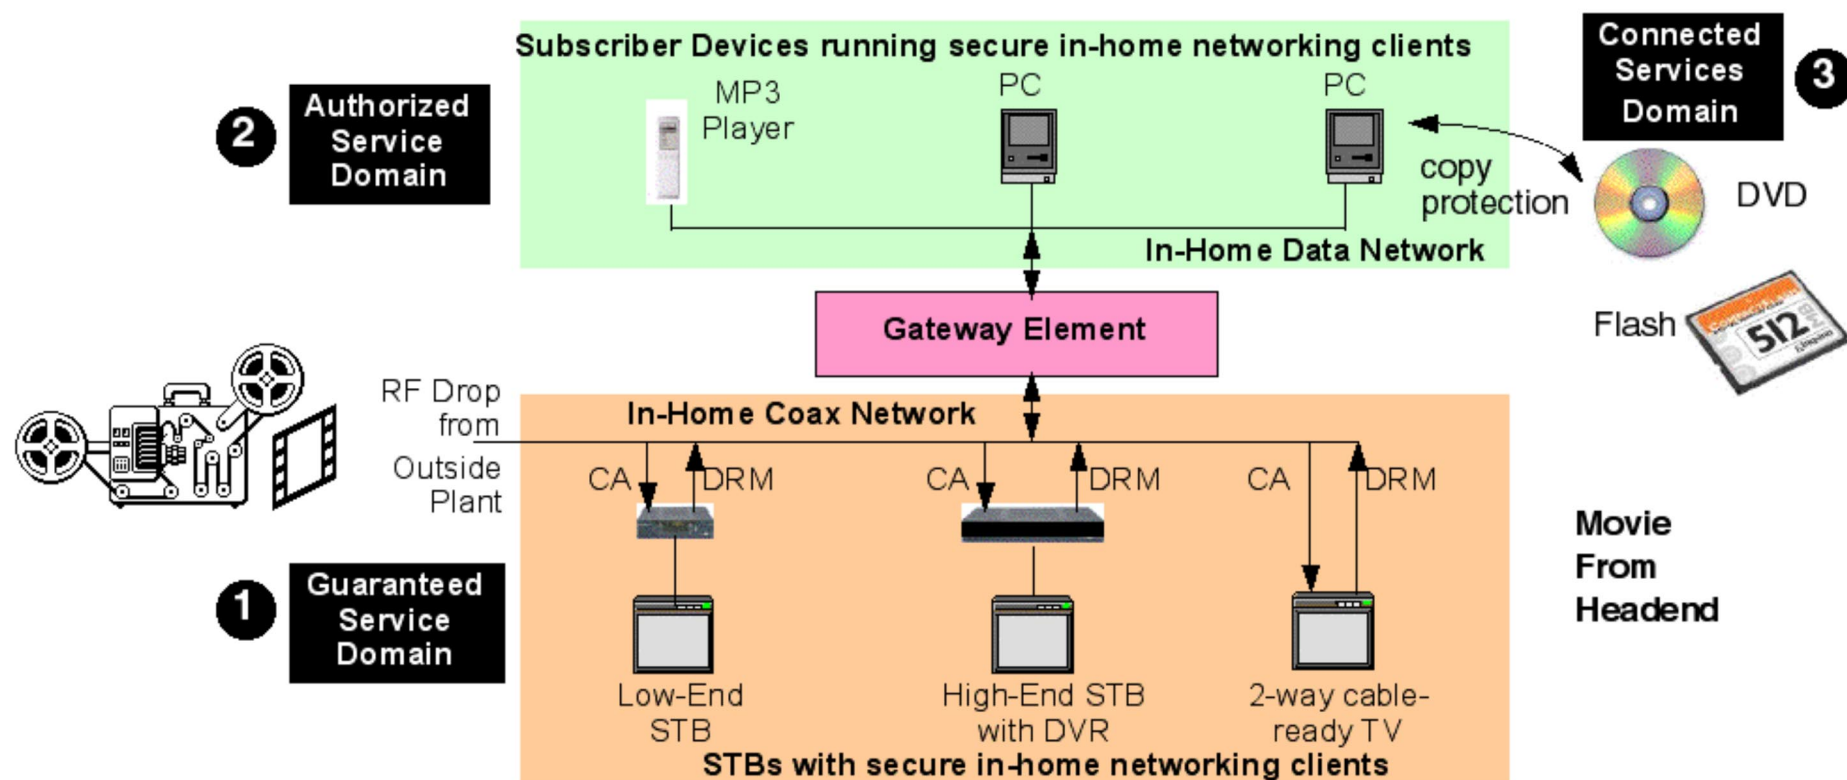 Subscriber Devices running secure in-home networking clients
Connected
Services
Domain
3
2
Authorized
Service
Domain
MP3
Player
PC
PC
copy
protection
DVD
In-Home Data Network
Gateway Element
Flash
512
MB
RF Drop
from
Outside
Plant
In-Home Coax Network
CA
DRM
CA
DRM
CA
DRM
1
Guaranteed
Service
Domain
Movie
From
Headend
Low-End
STB
High-End STB
with DVR
2-way cable-
ready TV
STBs with secure in-home networking clients